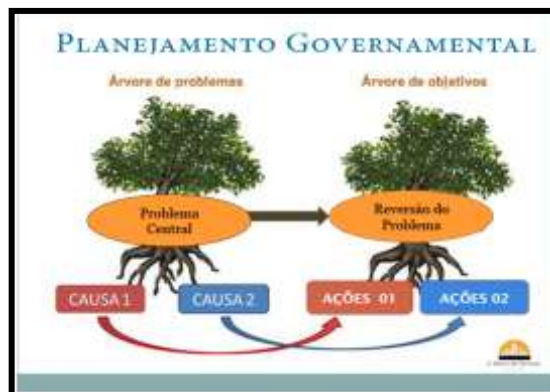 PLANEJAMENTO GOVERNAMENTAL
Árvore de problemas
Árvore de objetivos
Problema
Central
Reversão do
Problema
CAUSA 1
CAUSA 2
AÇÕES 01
AÇÕES 02